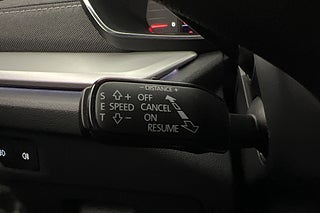 - DISTANCE +
S + OFF
E SPEED CANCEL
T - ON
RESUME